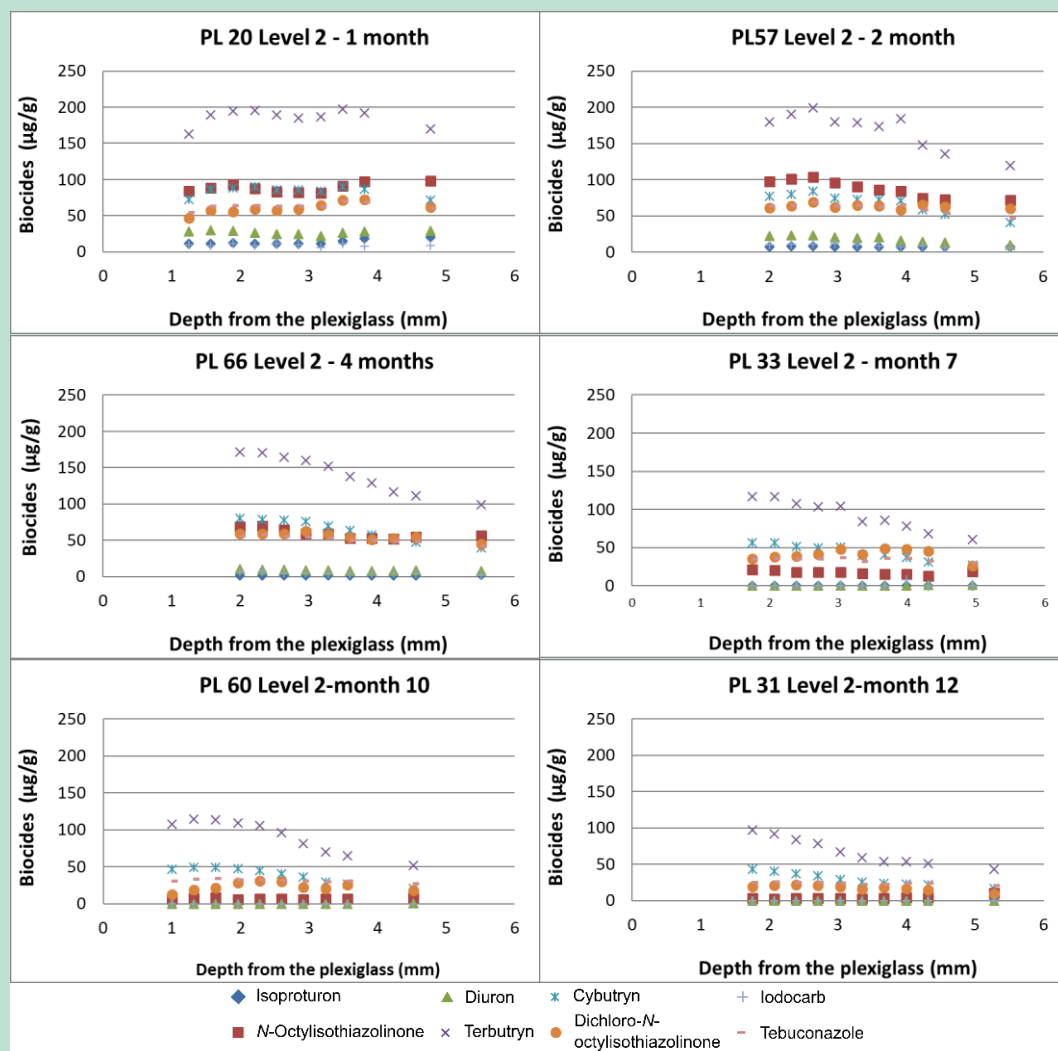 PL 20 Level 2 - 1 month
Biocides (µg/g)
250
200
150
100
50
0
0 1 2 3 4 5 6
Depth from the plexiglass (mm)
PL57 Level 2 - 2 month
Biocides (µg/g)
250
200
150
100
50
0
0 1 2 3 4 5 6
Depth from the plexiglass (mm)
PL 66 Level 2 - 4 months
Biocides (µg/g)
250
200
150
100
50
0
0 1 2 3 4 5 6
Depth from the plexiglass (mm)
PL 33 Level 2 - month 7
Biocides (µg/g)
250
200
150
100
50
0
0 1 2 3 4 5 6
Depth from the plexiglass (mm)
PL 60 Level 2-month 10
Biocides (µg/g)
250
200
150
100
50
0
0 1 2 3 4 5 6
Depth from the plexiglass (mm)
PL 31 Level 2-month 12
Biocides (µg/g)
250
200
150
100
50
0
0 1 2 3 4 5 6
Depth from the plexiglass (mm)
Isoproturon Diuron Cybutryn Iodocarb
N-Octylisothiazolinone Terbutryn Dichloro-N-
octylisothiazolinone Tebuconazole